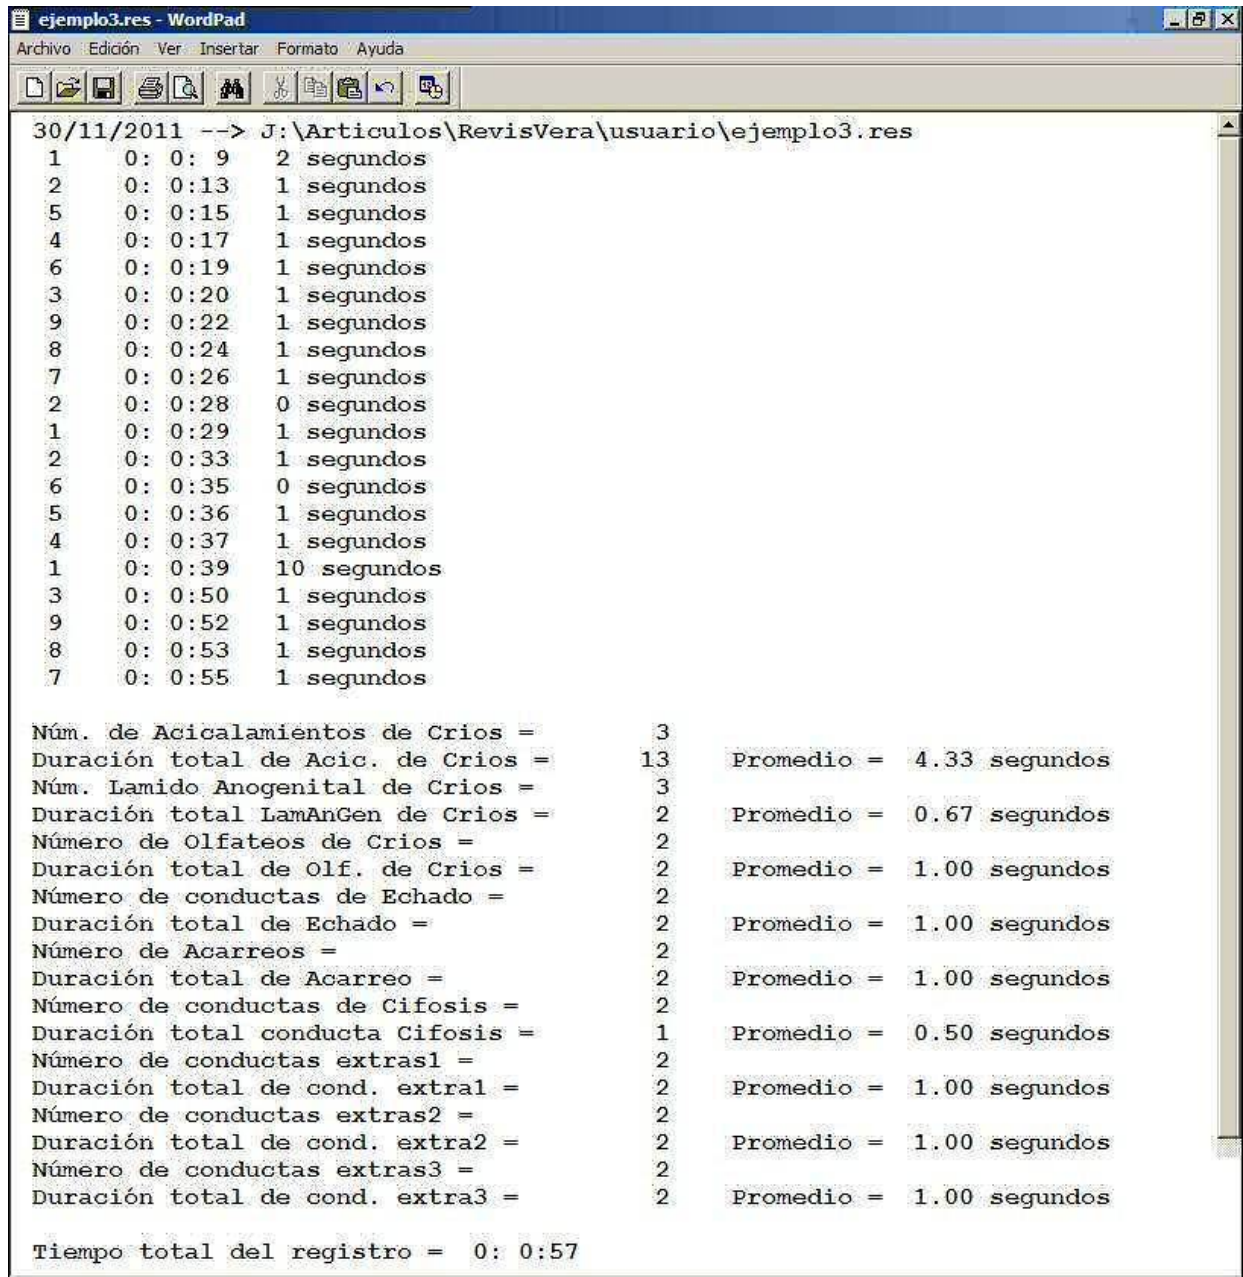 ejemplo3.res - WordPad
Archivo Edición Ver Insertar Formato Ayuda
30/11/2011 --> J:\Articulos\RevisVera\usuario\ejemplo3.res
1 0: 0: 9 2 segundos
2 0: 0:13 1 segundos
5 0: 0:15 1 segundos
4 0: 0:17 1 segundos
6 0: 0:19 1 segundos
3 0: 0:20 1 segundos
9 0: 0:22 1 segundos
8 0: 0:24 1 segundos
7 0: 0:26 1 segundos
2 0: 0:28 0 segundos
1 0: 0:29 1 segundos
2 0: 0:33 1 segundos
6 0: 0:35 0 segundos
5 0: 0:36 1 segundos
4 0: 0:37 1 segundos
1 0: 0:39 10 segundos
3 0: 0:50 1 segundos
9 0: 0:52 1 segundos
8 0: 0:53 1 segundos
7 0: 0:55 1 segundos
Núm. de Acicalamientos de Crios = 3
Duración total de Acic. de Crios = 13 Promedio = 4.33 segundos
Núm. Lamido Anogenital de Crios = 3
Duración total LamAnGen de Crios = 2 Promedio = 0.67 segundos
Número de Olfateos de Crios = 2
Duración total de Olf. de Crios = 2 Promedio = 1.00 segundos
Número de conductas de Echado = 2
Duración total de Echado = 2 Promedio = 1.00 segundos
Número de Acarreos = 2
Duración total de Acarreo = 2 Promedio = 1.00 segundos
Número de conductas de Cifosis = 2
Duración total conducta Cifosis = 1 Promedio = 0.50 segundos
Número de conductas extras1 = 2
Duración total de cond. extra1 = 2 Promedio = 1.00 segundos
Número de conductas extras2 = 2
Duración total de cond. extra2 = 2 Promedio = 1.00 segundos
Número de conductas extras3 = 2
Duración total de cond. extra3 = 2 Promedio = 1.00 segundos
Tiempo total del registro = 0: 0:57